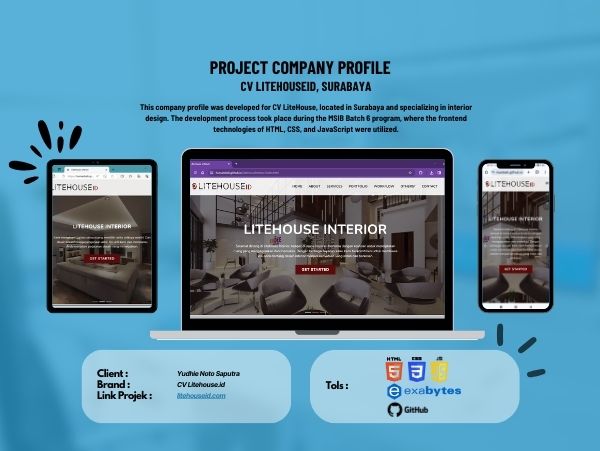 PROJECT COMPANY PROFILE
CV LITEHOUSEID, SURABAYA
This company profile was developed for CV LiteHouse, located in Surabaya and specializing in interior
design. The development process took place during the MSIB Batch 6 program, where the frontend
technologies of HTML, CSS, and JavaScript were utilized.
LITEHOUSEID
LITEHOUSE INTERIOR
GET STARTED
LITEHOUSEID
HOME ABOUT SERVICES PORTFOLIO WORKFLOW OTHERS CONTACT
LITEHOUSE INTERIOR
GET STARTED
LITEHOUSE INTERIOR
GET STARTED
Client : Yudhie Noto Saputra
Brand : CV Litehouse.id
Link Projek : litehouseid.com
Tols :
HTML CSS JS
5 3
exabytes
GitHub